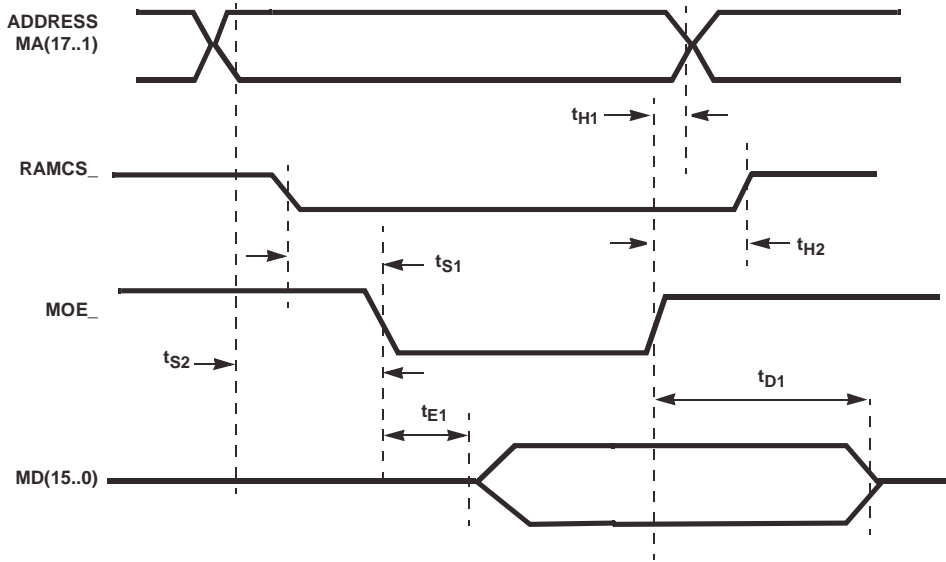 ADDRESS
MA(17..1)
tH1
RAMCS_
tH2
tS1
MOE_
tS2
tD1
tE1
MD(15..0)